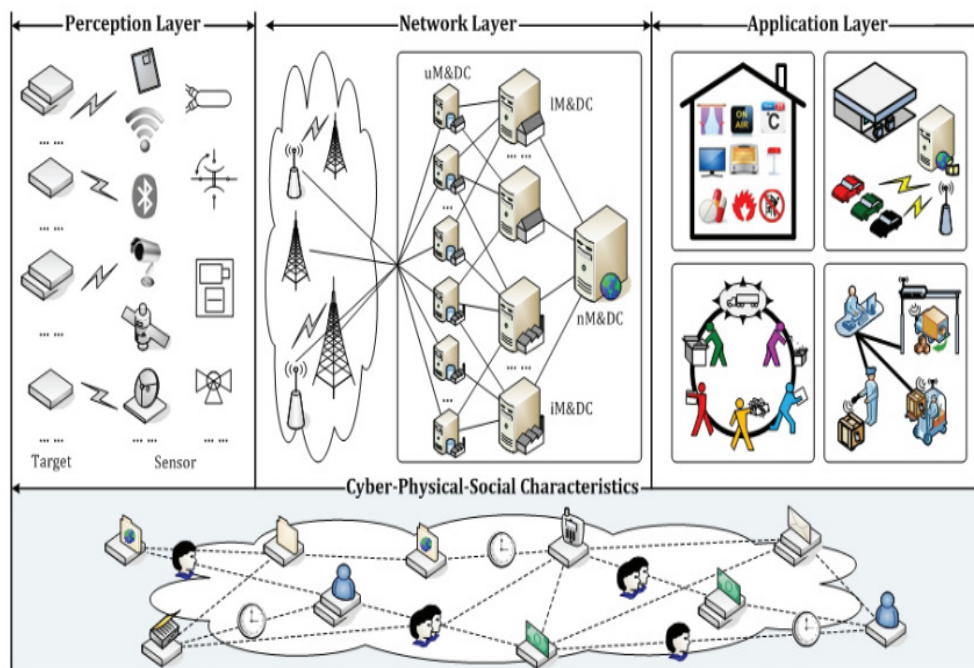 Perception Layer
Network Layer
Application Layer
uM&DC
lM&DC
nM&DC
iM&DC
... ...
... ...
... ...
... ...
... ...
... ...
...
...
... ...
... ...
Target
Sensor
ON
AIR
C
Cyber-Physical-Social Characteristics